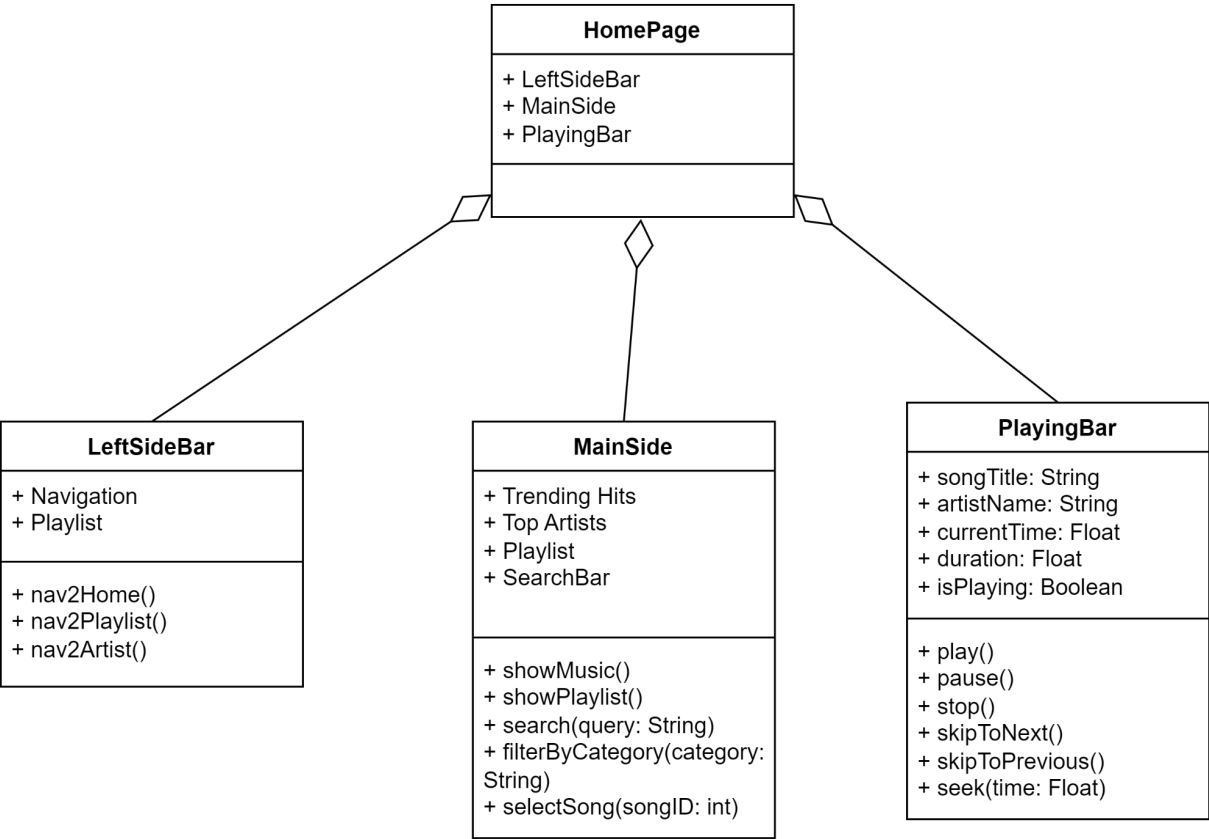 HomePage
+ LeftSideBar
+ MainSide
+ PlayingBar
LeftSideBar
+ Navigation
+ Playlist
+ nav2Home()
+ nav2Playlist()
+ nav2Artist()
MainSide
+ Trending Hits
+ Top Artists
+ Playlist
+ SearchBar
+ showMusic()
+ showPlaylist()
+ search(query: String)
+ filterByCategory(category:
String)
+ selectSong(songID: int)
PlayingBar
+ songTitle: String
+ artistName: String
+ currentTime: Float
+ duration: Float
+ isPlaying: Boolean
+ play()
+ pause()
+ stop()
+ skipToNext()
+ skipToPrevious()
+ seek(time: Float)